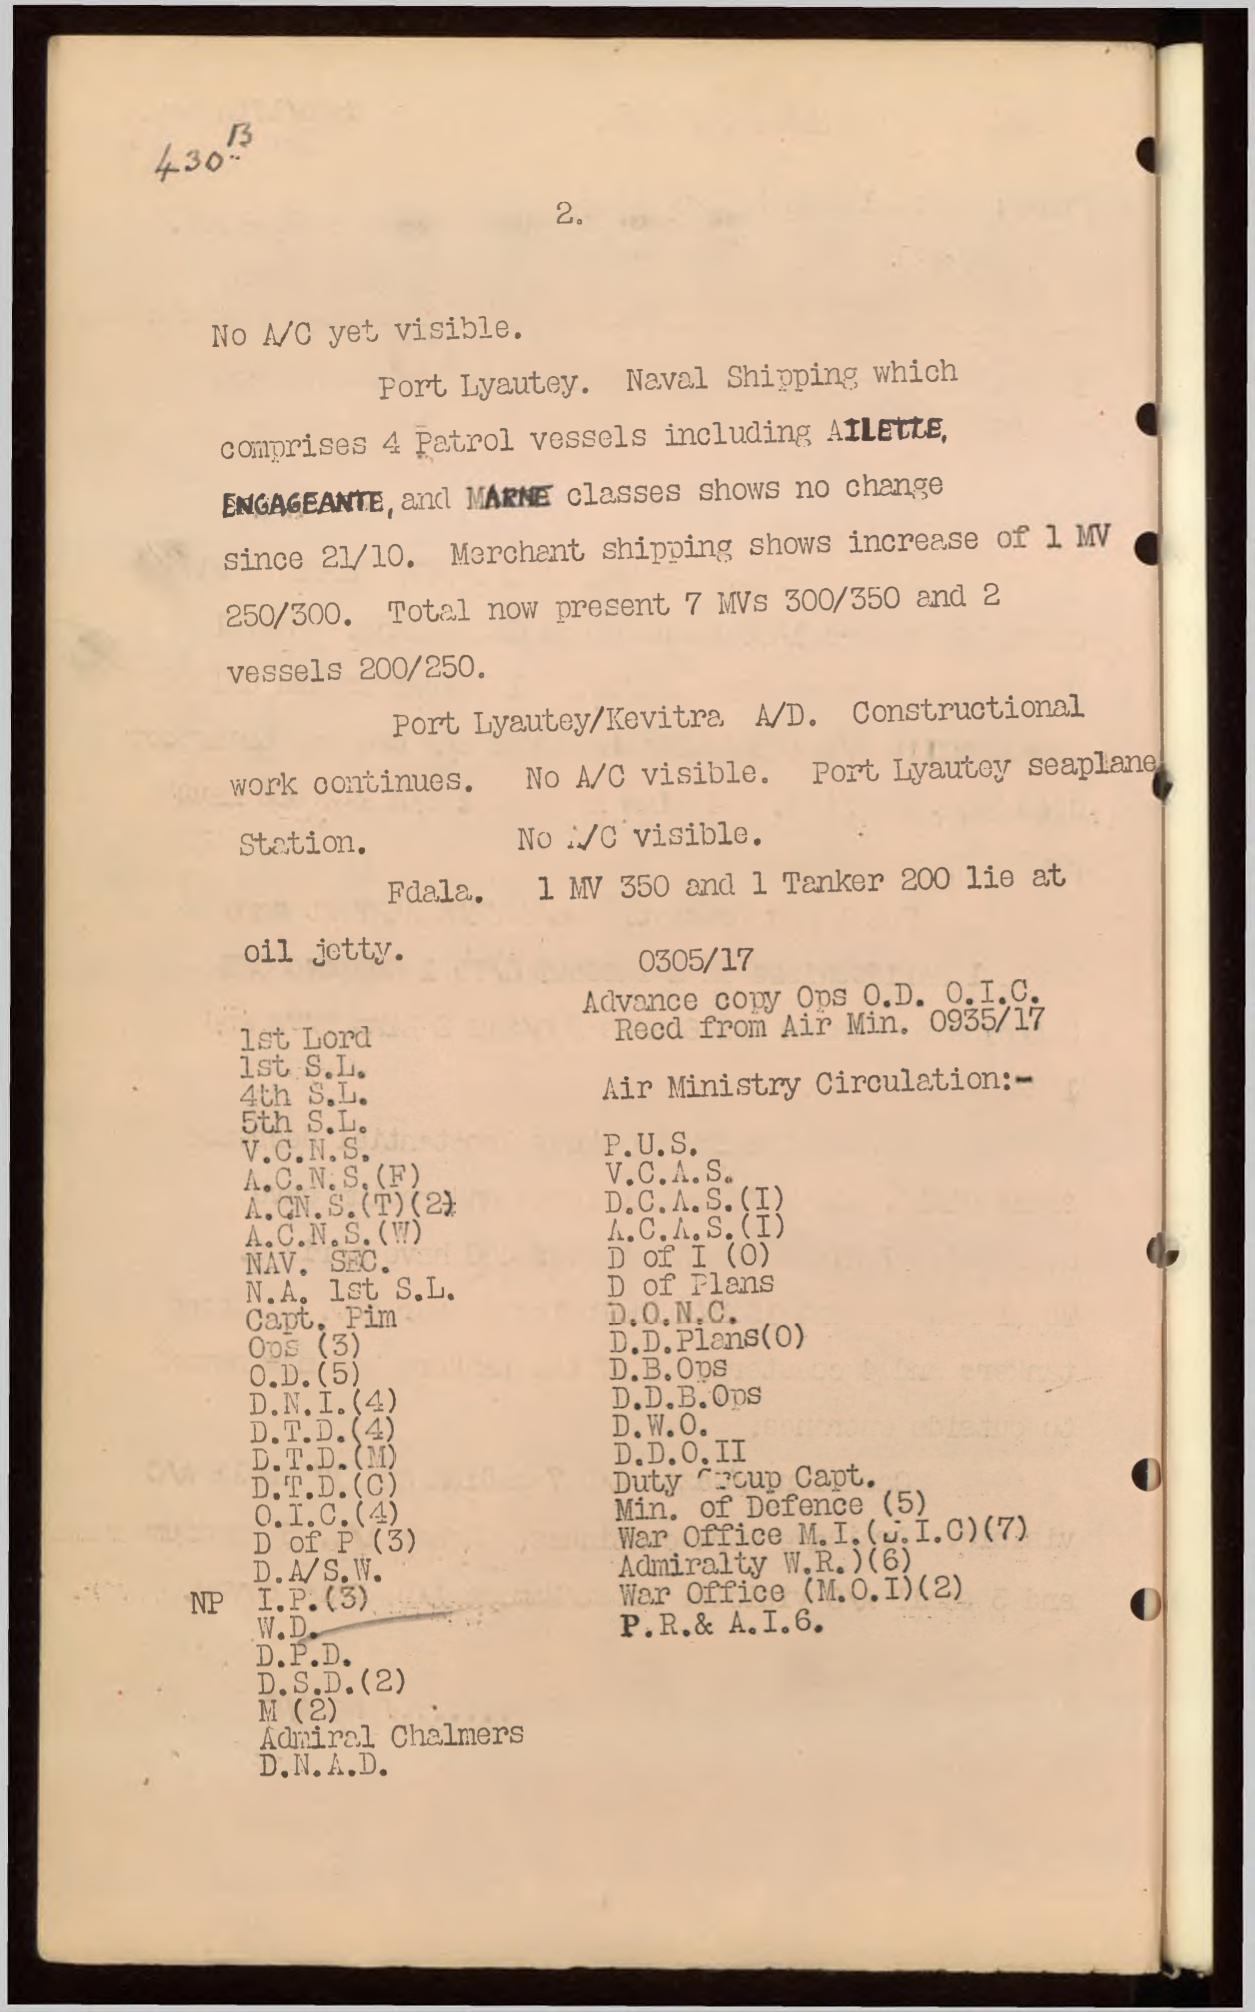 430 B
2.
No A/C yet visible.
Port Lyautey. Naval Shipping which
comprises 4 Patrol vessels including AILETTE,
ENGAGEANTE, and MARNE classes shows no change
since 21/10. Merchant shipping shows increase of 1 MV
250/300. Total now present 7 MVs 300/350 and 2
vessels 200/250.
Port Lyautey/Kevitra A/D. Constructional
work continues. No A/C visible. Port Lyautey seaplane
Station. No A/C visible.
Fdala. 1 MV 350 and 1 Tanker 200 lie at
oil jetty. 0305/17
Advance copy Ops O.D. O.I.C.
Recd from Air Min. 0935/17
1st Lord
1st S.L.
4th S.L.
5th S.L.
V.C.N.S.
A.C.N.S.(F)
A.CN.S.(T)(2)
A.C.N.S.(W)
NAV. SEC.
N.A. 1st S.L.
Capt. Pim
Ops (3)
O.D.(5)
D.N.I.(4)
D.T.D.(4)
D.T.D.(M)
D.T.D.(C)
O.I.C.(4)
D of P (3)
D.A/S.W.
NP I.P.(3)
W.D.
D.P.D.
D.S.D.(2)
M (2)
Admiral Chalmers
D.N.A.D.
Air Ministry Circulation:-
P.U.S.
V.C.A.S.
D.C.A.S.(I)
A.C.A.S.(I)
D of I (O)
D of Plans
D.O.N.C.
D.D.Plans(O)
D.B.Ops
D.D.B.Ops
D.W.O.
D.D.O.II
Duty Group Capt.
Min. of Defence (5)
War Office M.I.(J.I.C)(7)
Admiralty W.R.)(6)
War Office (M.O.I)(2)
P.R.& A.I.6.